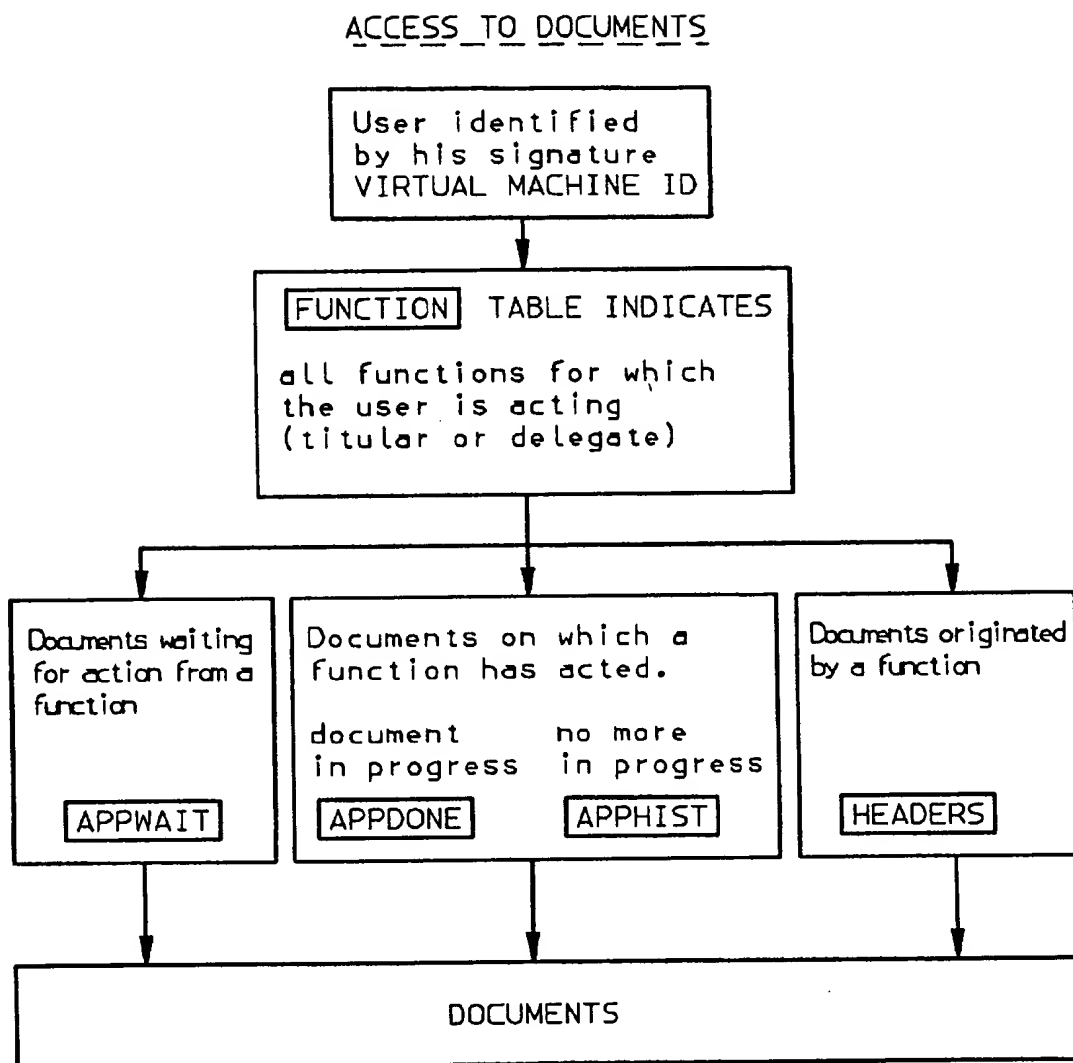 ACCESS TO DOCUMENTS
User identified
by his signature
VIRTUAL MACHINE ID
FUNCTION TABLE INDICATES
all functions for which
the user is acting
(titular or delegate)
Documents waiting
for action from a
function
APPWAIT
Documents on which a
function has acted.
document
in progress
APPDONE
no more
in progress
APPHIST
Documents originated
by a function
HEADERS
DOCUMENTS